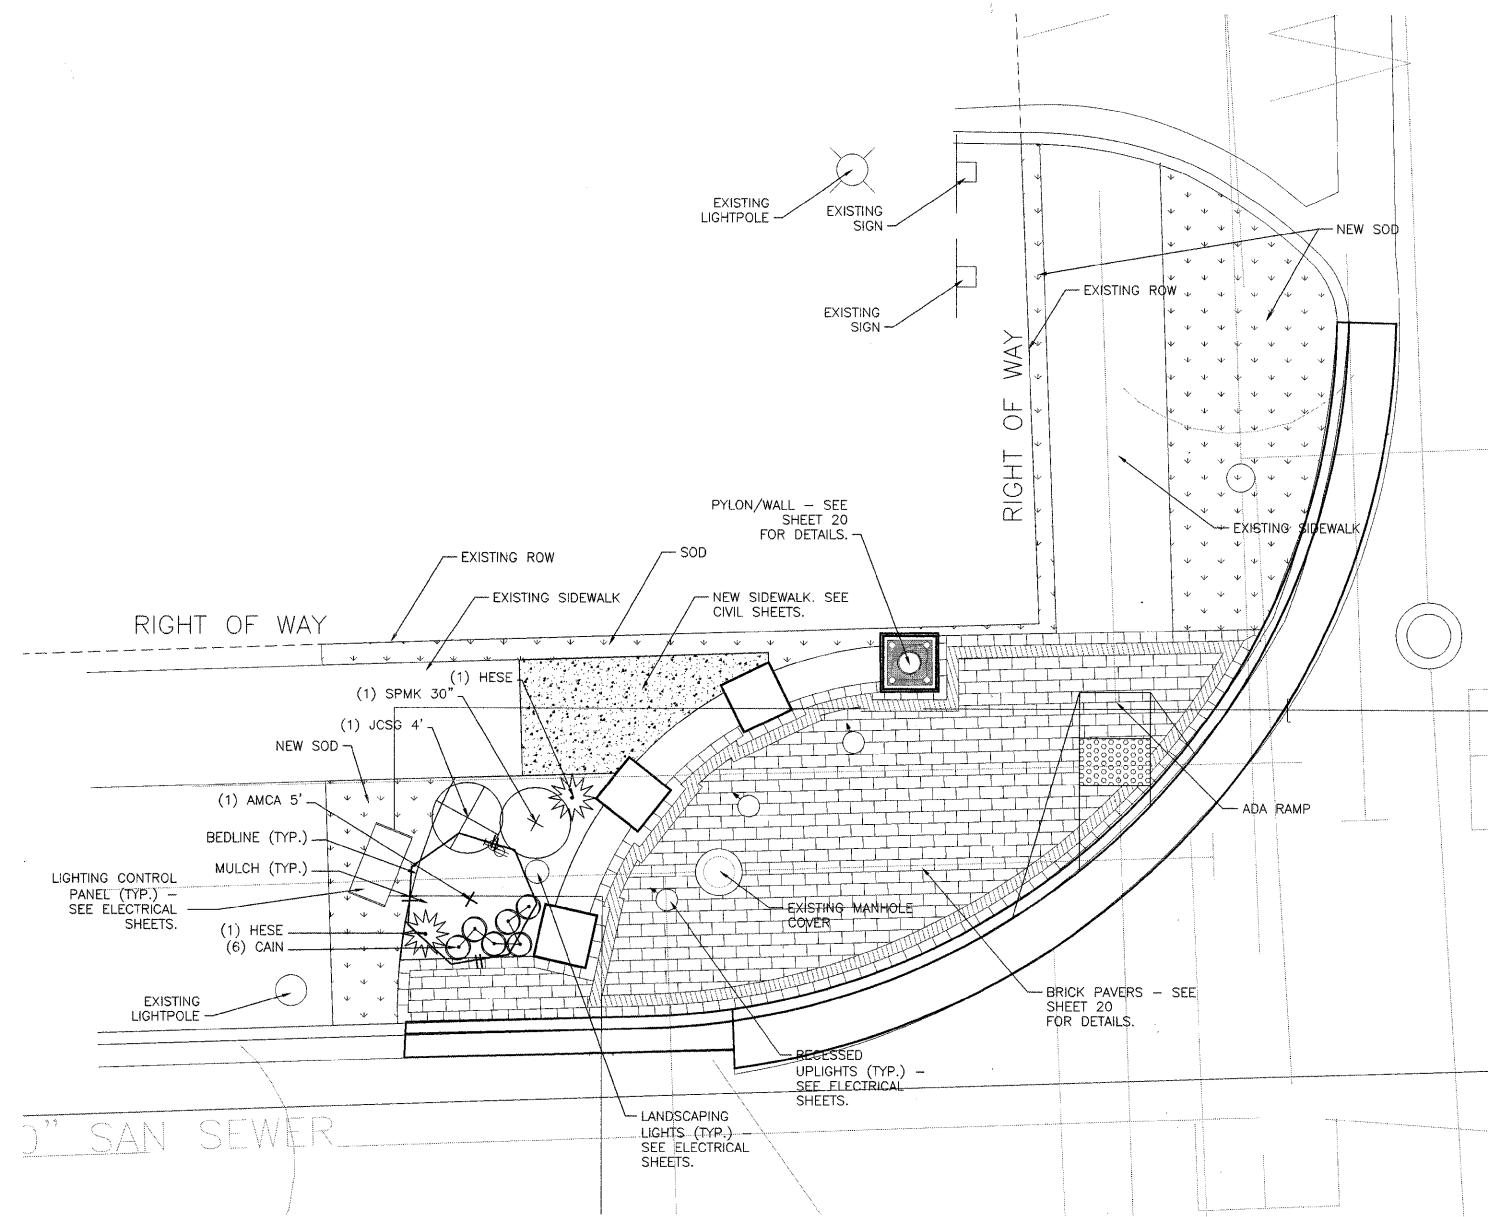 EXISTING
LIGHTPOLE
EXISTING
SIGN
NEW SOD
EXISTING ROW
EXISTING
SIGN
RIGHT OF WAY
PYLON/WALL – SEE
SHEET 20
FOR DETAILS.
EXISTING SIDEWALK
EXISTING ROW
SOD
EXISTING SIDEWALK
NEW SIDEWALK. SEE
CIVIL SHEETS.
RIGHT OF WAY
(1) HESE
(1) SPMK 30"
(1) JCSG 4'
NEW SOD
(1) AMCA 5'
BEDLINE (TYP.)
MULCH (TYP.)
LIGHTING CONTROL
PANEL (TYP.) –
SEE ELECTRICAL
SHEETS.
(1) HESE
(6) CAIN
ADA RAMP
EXISTING MANHOLE
COVER
EXISTING
LIGHTPOLE
BRICK PAVERS – SEE
SHEET 20
FOR DETAILS.
RECESSED
UPLIGHTS (TYP.) –
SEE ELECTRICAL
SHEETS.
LANDSCAPING
LIGHTS (TYP.) –
SEE ELECTRICAL
SHEETS.
" SAN SEWER